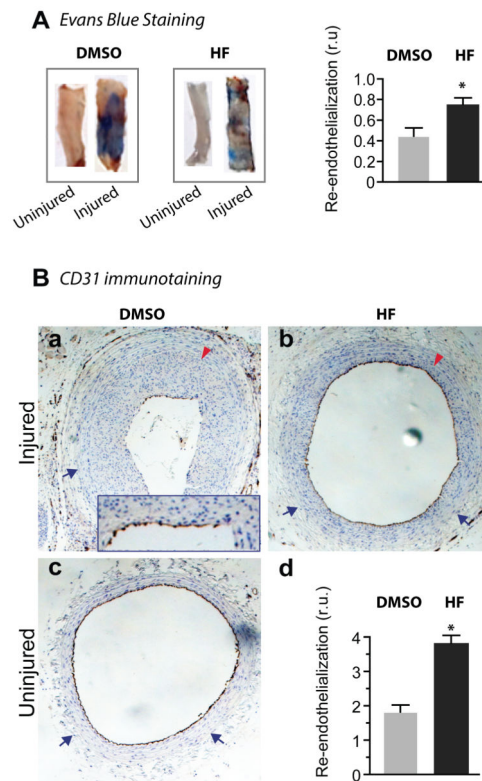 A Evans Blue Staining
DMSO
HF
Uninjured
Injured
Uninjured
Injured
Re-endothelialization (r.u)
DMSO HF
1.0
0.8
0.6
0.4
0.2
0
*
B CD31 immunotaining
DMSO
HF
Injured
a
b
Uninjured
c
d
Re-endothelialization (r.u.)
DMSO HF
4
3
2
1
0
*